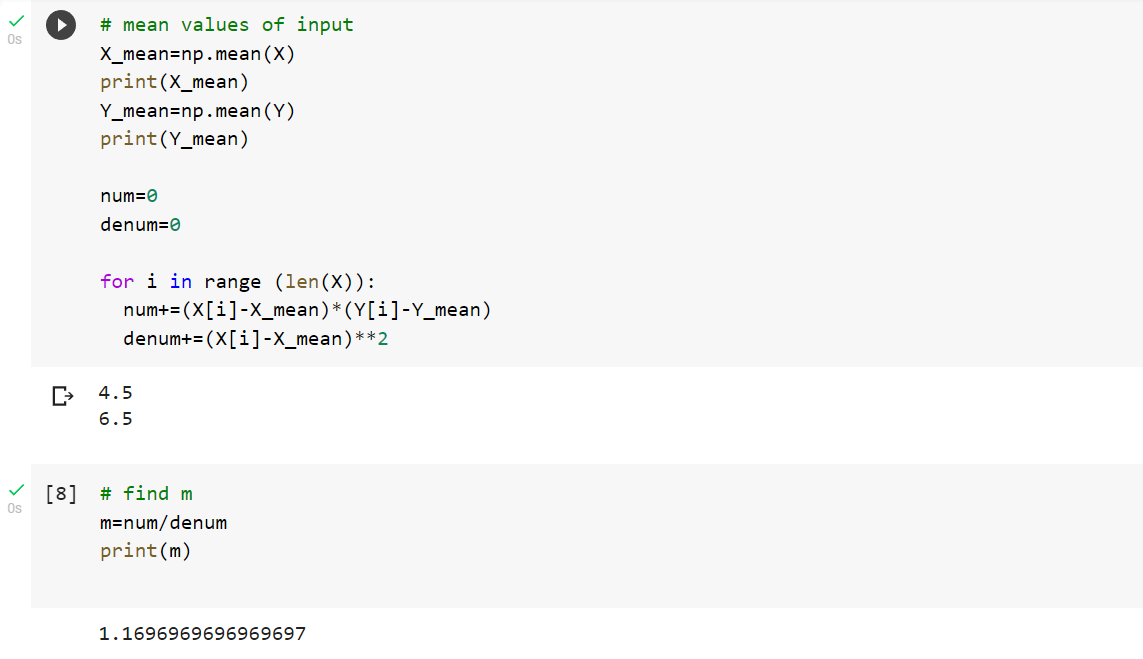 0s
# mean values of input
X_mean=np.mean(X)
print(X_mean)
Y_mean=np.mean(Y)
print(Y_mean)
num=0
denum=0
for i in range (len(X)):
  num+=(X[i]-X_mean)*(Y[i]-Y_mean)
  denum+=(X[i]-X_mean)**2
4.5
6.5
0s
[8] # find m
m=num/denum
print(m)
1.1696969696969697